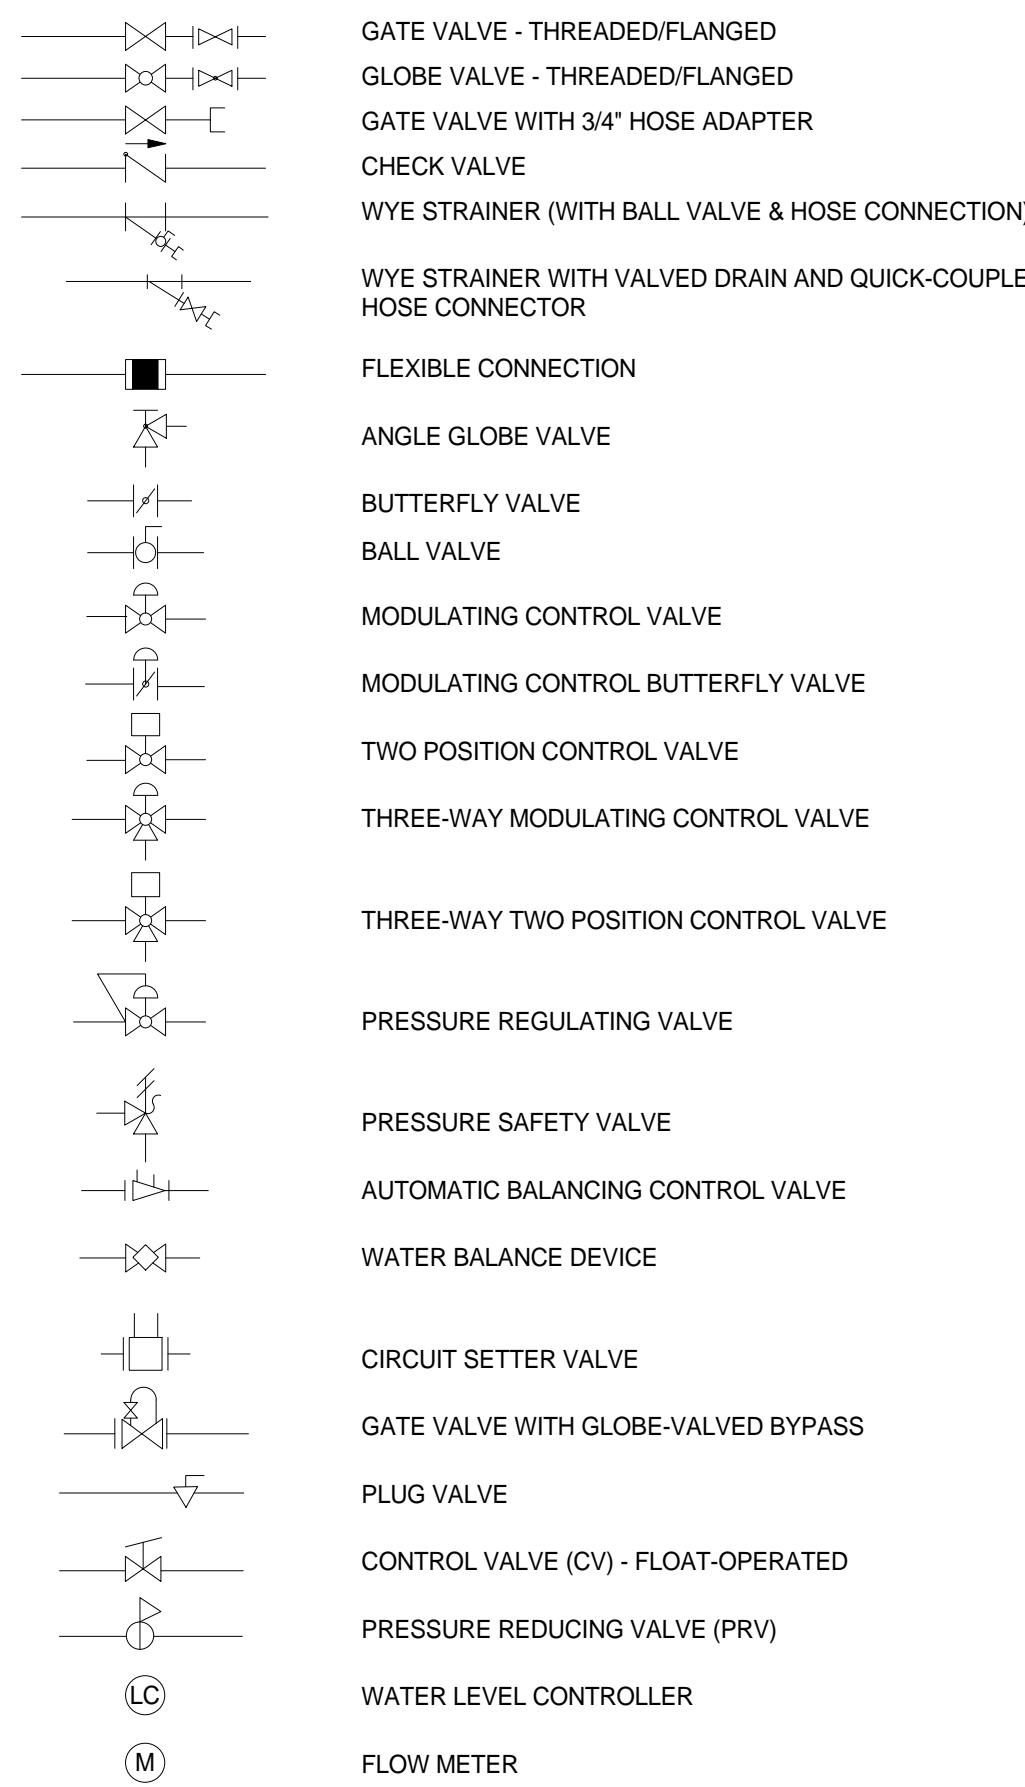 GATE VALVE - THREADED/FLANGED
GLOBE VALVE - THREADED/FLANGED
GATE VALVE WITH 3/4" HOSE ADAPTER
CHECK VALVE
WYE STRAINER (WITH BALL VALVE & HOSE CONNECTION)
WYE STRAINER WITH VALVED DRAIN AND QUICK-COUPLE
HOSE CONNECTOR
FLEXIBLE CONNECTION
ANGLE GLOBE VALVE
BUTTERFLY VALVE
BALL VALVE
MODULATING CONTROL VALVE
MODULATING CONTROL BUTTERFLY VALVE
TWO POSITION CONTROL VALVE
THREE-WAY MODULATING CONTROL VALVE
THREE-WAY TWO POSITION CONTROL VALVE
PRESSURE REGULATING VALVE
PRESSURE SAFETY VALVE
AUTOMATIC BALANCING CONTROL VALVE
WATER BALANCE DEVICE
CIRCUIT SETTER VALVE
GATE VALVE WITH GLOBE-VALVED BYPASS
PLUG VALVE
CONTROL VALVE (CV) - FLOAT-OPERATED
PRESSURE REDUCING VALVE (PRV)
LC WATER LEVEL CONTROLLER
M FLOW METER